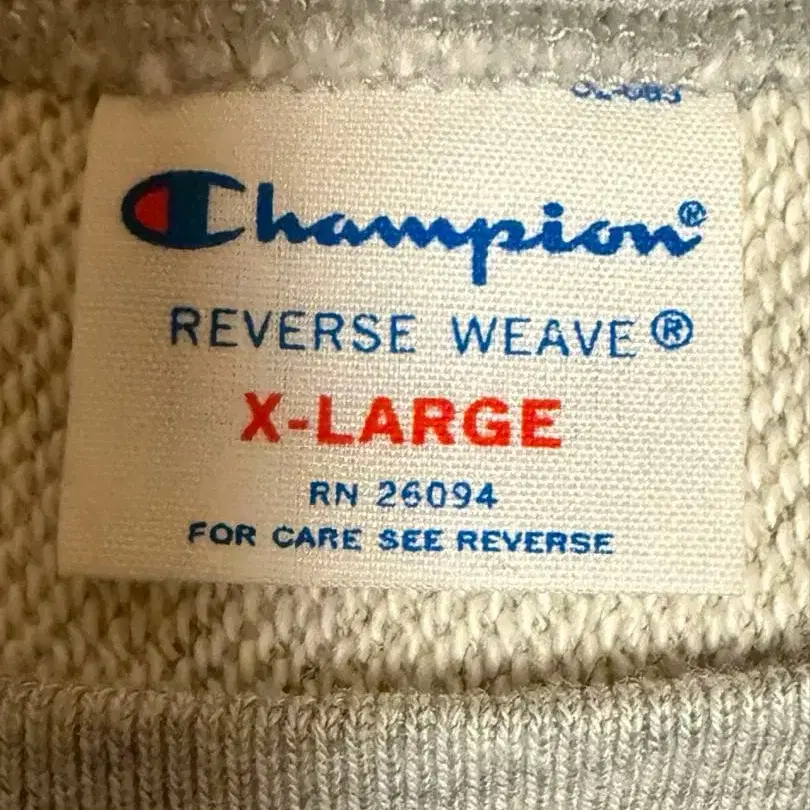 Champion®
REVERSE WEAVE®
X-LARGE
RN 26094
FOR CARE SEE REVERSE